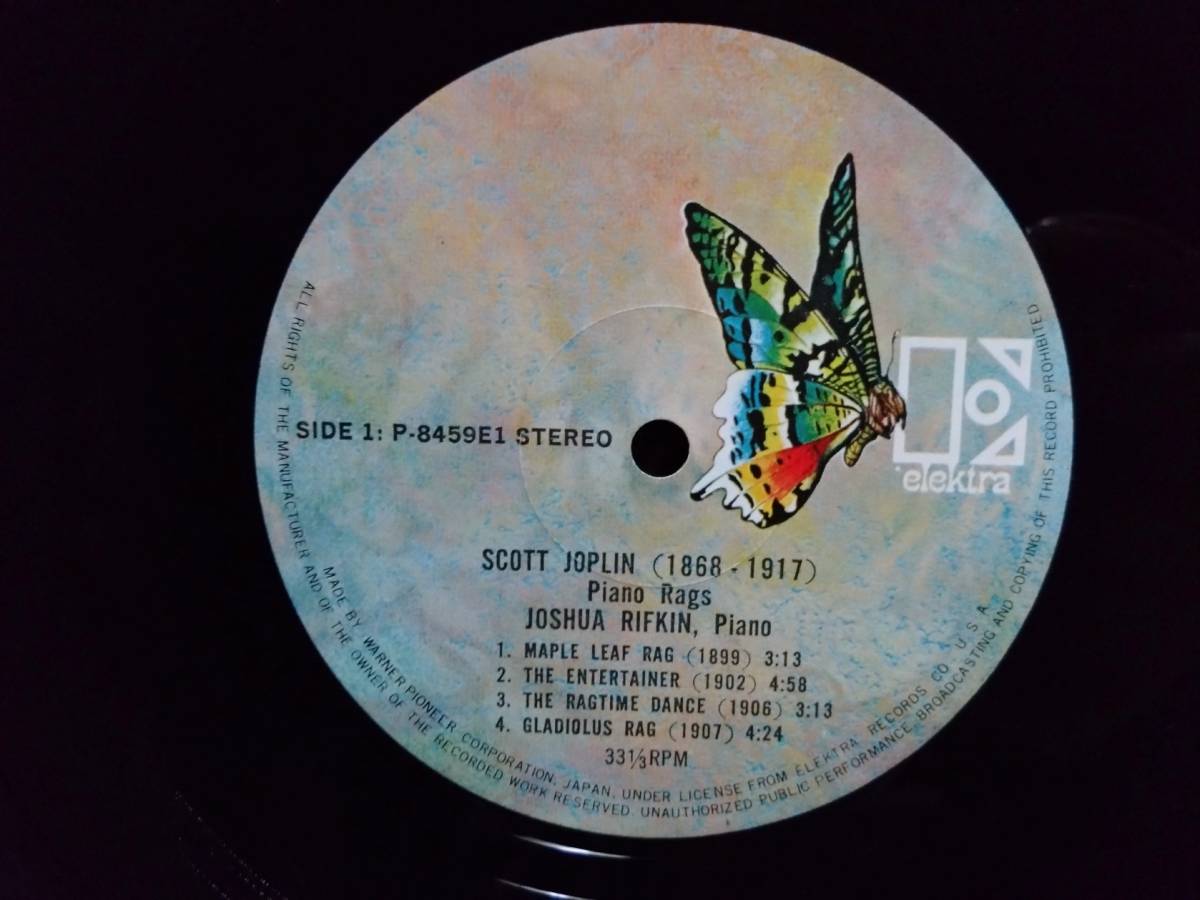 elektra
SIDE 1: P-8459E1 STEREO
SCOTT JOPLIN (1868-1917)
Piano Rags
JOSHUA RIFKIN, Piano
1. MAPLE LEAF RAG (1899) 3:13
2. THE ENTERTAINER (1902) 4:58
3. THE RAGTIME DANCE (1906) 3:13
4. GLADIOLUS RAG (1907) 4:24
33 1/3 RPM
MADE BY WARNER PIONEER CORPORATION, JAPAN, UNDER LICENSE FROM ELEKTRA RECORDS CO. U.S.A.
ALL RIGHTS OF THE MANUFACTURER AND OF THE OWNER OF THE RECORDED WORK RESERVED. UNAUTHORIZED PUBLIC PERFORMANCE, BROADCASTING AND COPYING OF THIS RECORD PROHIBITED